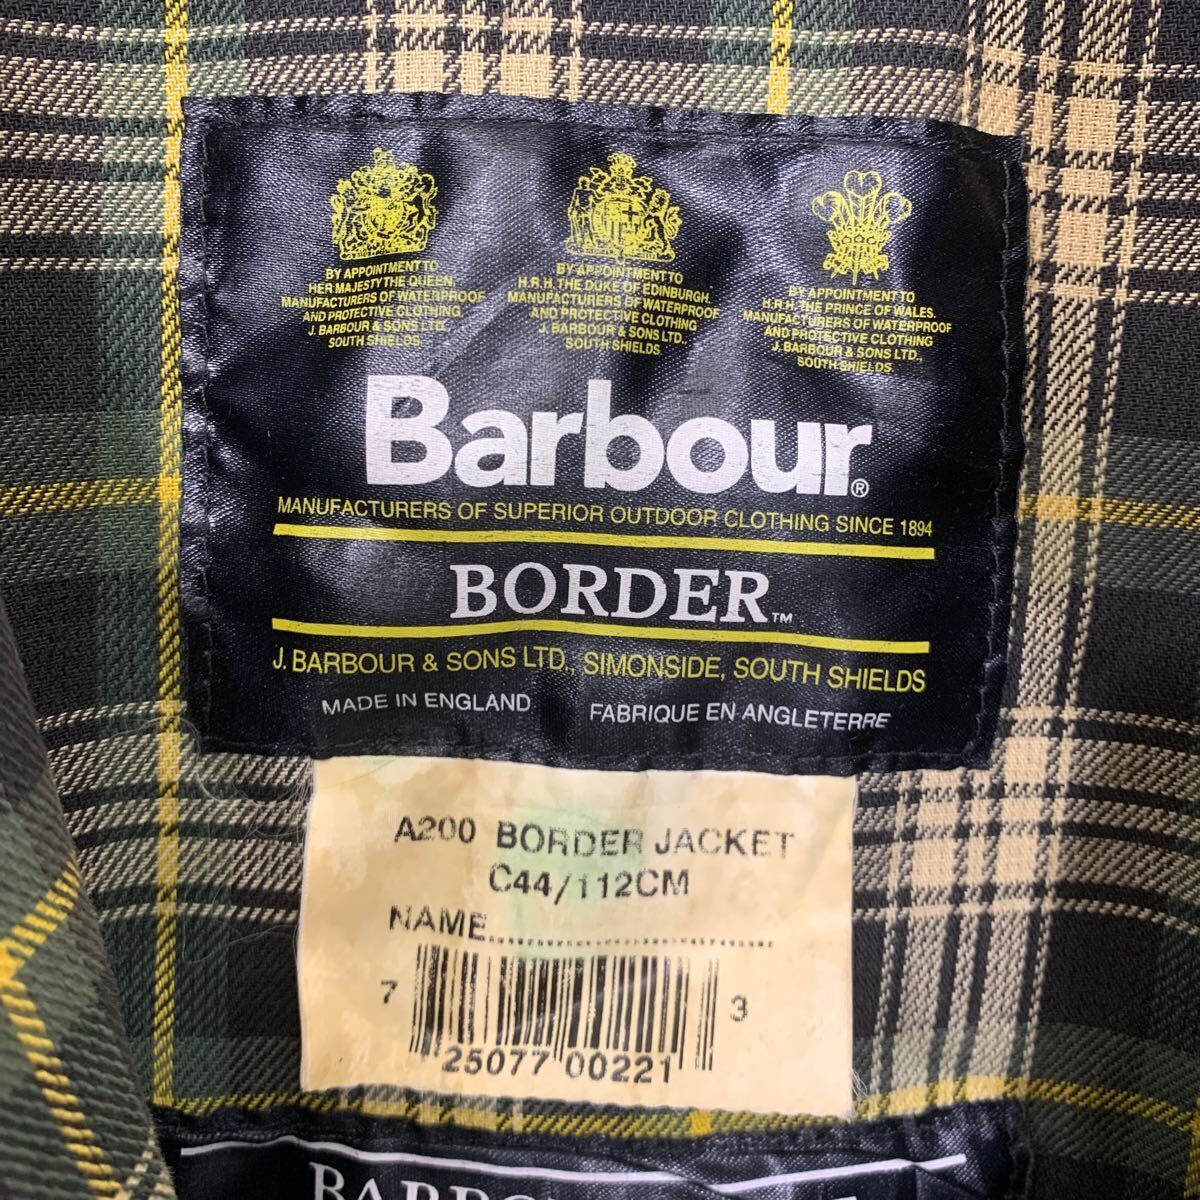 BY APPOINTMENT TO
HER MAJESTY THE QUEEN.
MANUFACTURERS OF WATERPROOF
AND PROTECTIVE CLOTHING
J. BARBOUR & SONS LTD.,
SOUTH SHIELDS.
BY APPOINTMENT TO
H.R.H. THE DUKE OF EDINBURGH.
MANUFACTURERS OF WATERPROOF
AND PROTECTIVE CLOTHING
J. BARBOUR & SONS LTD.,
SOUTH SHIELDS.
BY APPOINTMENT TO
H.R.H. THE PRINCE OF WALES.
MANUFACTURERS OF WATERPROOF
AND PROTECTIVE CLOTHING
J. BARBOUR & SONS LTD.,
SOUTH SHIELDS.
Barbour®
MANUFACTURERS OF SUPERIOR OUTDOOR CLOTHING SINCE 1894
BORDER™
J. BARBOUR & SONS LTD., SIMONSIDE, SOUTH SHIELDS
MADE IN ENGLAND FABRIQUE EN ANGLETERRE
A200 BORDER JACKET
C44/112CM
NAME
7 25077 00221 3